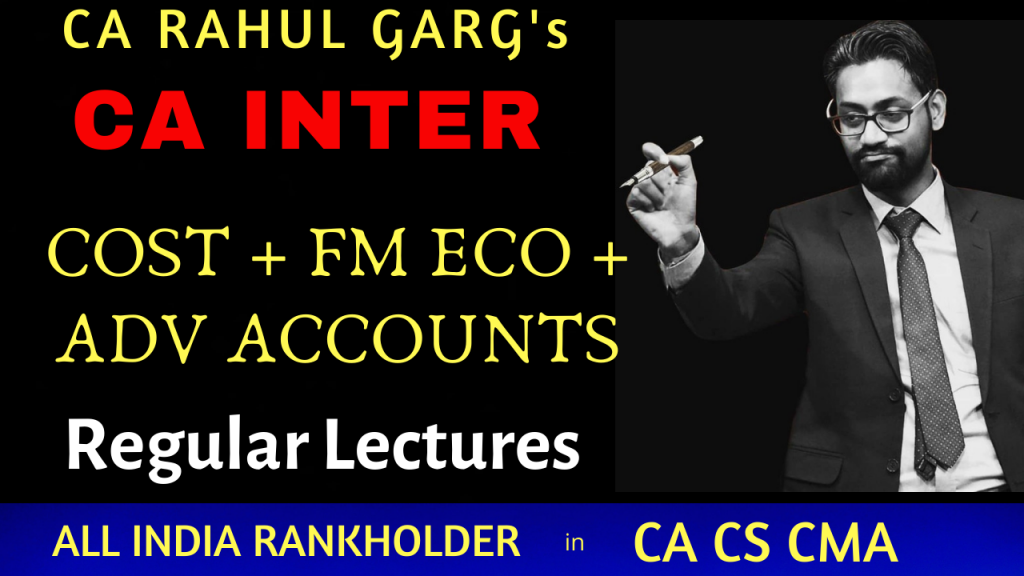 CA RAHUL GARG's
CA INTER
COST + FM ECO +
ADV ACCOUNTS
Regular Lectures
ALL INDIA RANKHOLDER in CA CS CMA